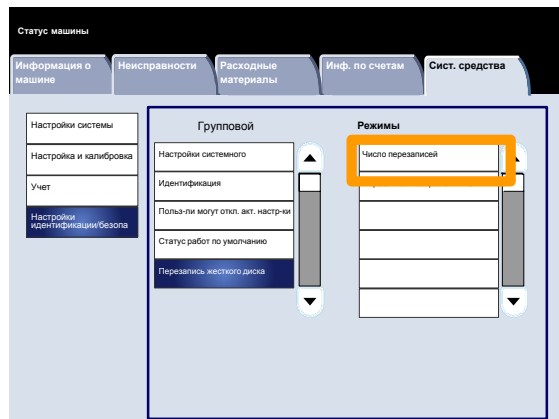 Статус машины
Информация о
машине
Неисправности
Расходные
материалы
Инф. по счетам
Сист. средства
Настройки системы
Настройка и калибровка
Учет
Настройки
идентификации/безопа
Групповой
Настройки системного
Идентификация
Польз-ли могут откл. акт. настр-ки
Статус работ по умолчанию
Перезапись жесткого диска
Режимы
Число перезаписей